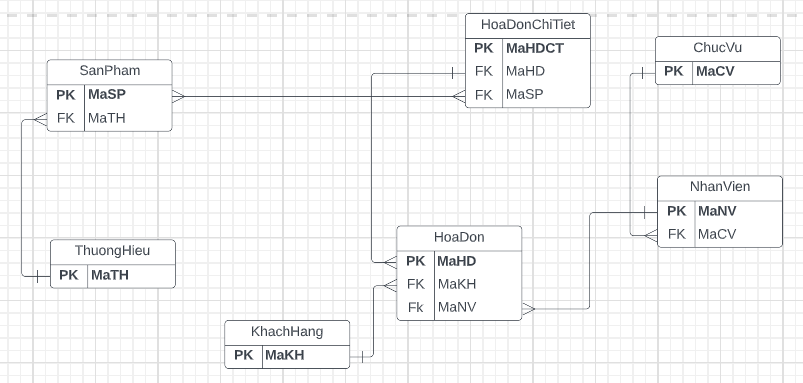 HoaDonChiTiet
PK MaHDCT
FK MaHD
FK MaSP
ChucVu
PK MaCV
SanPham
PK MaSP
FK MaTH
NhanVien
PK MaNV
FK MaCV
HoaDon
PK MaHD
FK MaKH
Fk MaNV
ThuongHieu
PK MaTH
KhachHang
PK MaKH